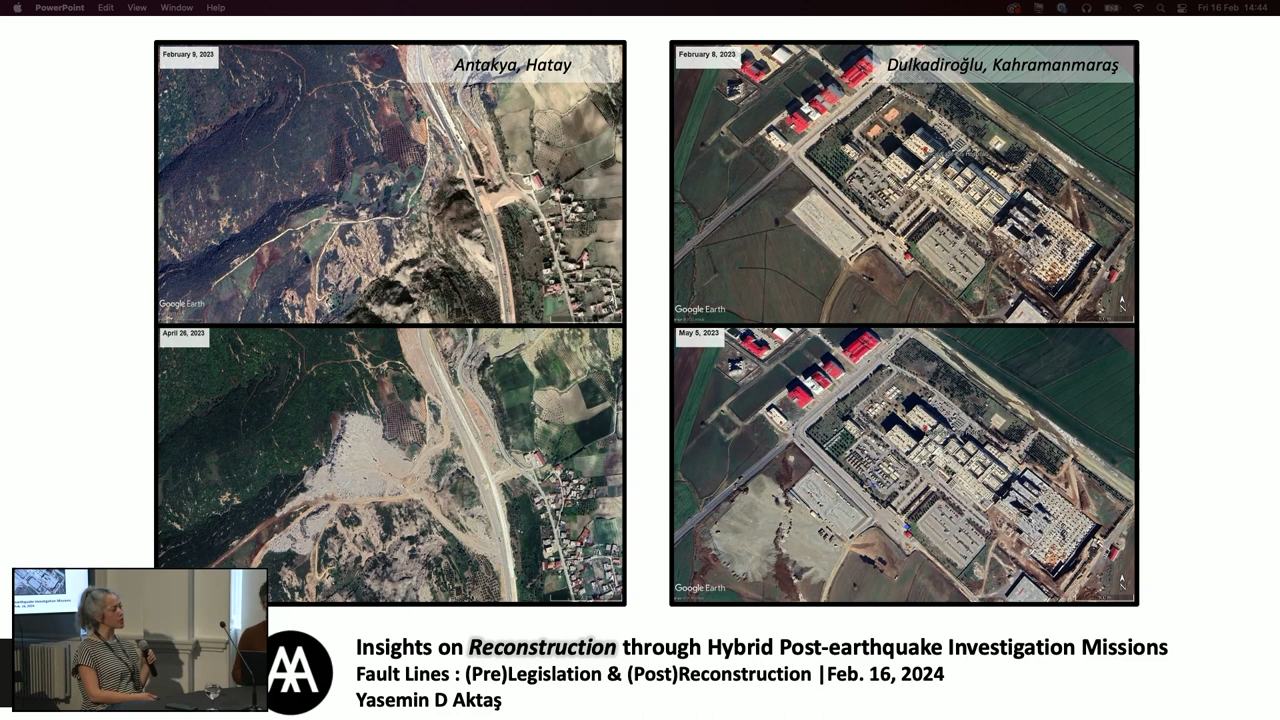 PowerPoint Edit View Window Help
Fri 16 Feb 14:44
February 9, 2023
Antakya, Hatay
Google Earth
February 8, 2023
Dulkadiroğlu, Kahramanmaraş
Google Earth
N
April 26, 2023
May 5, 2023
Google Earth
N
AA
Insights on Reconstruction through Hybrid Post-earthquake Investigation Missions
Fault Lines : (Pre)Legislation & (Post)Reconstruction |Feb. 16, 2024
Yasemin D Aktaş